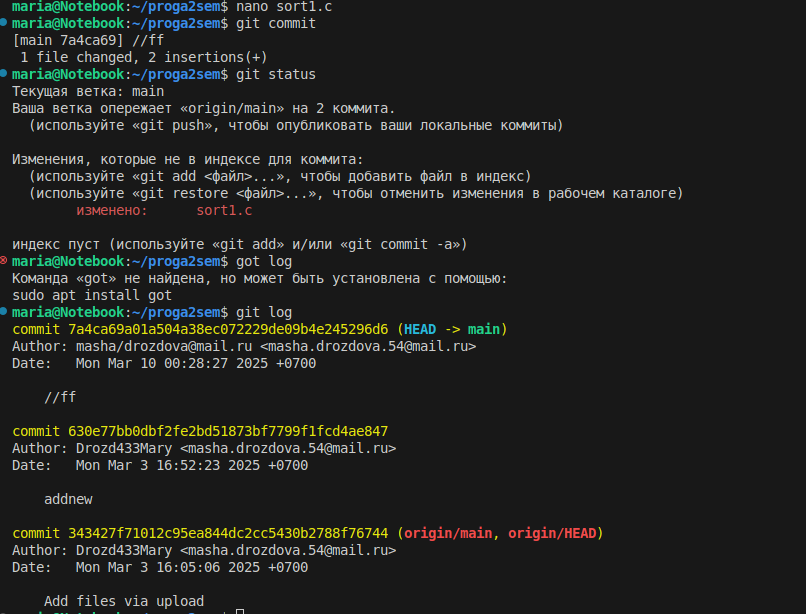 maria@Notebook:~/proga2sem$ nano sort1.c
maria@Notebook:~/proga2sem$ git commit
[main 7a4ca69] //ff
 1 file changed, 2 insertions(+)
maria@Notebook:~/proga2sem$ git status
Текущая ветка: main
Ваша ветка опережает «origin/main» на 2 коммита.
  (используйте «git push», чтобы опубликовать ваши локальные коммиты)

Изменения, которые не в индексе для коммита:
  (используйте «git add <файл>...», чтобы добавить файл в индекс)
  (используйте «git restore <файл>...», чтобы отменить изменения в рабочем каталоге)
        изменено:      sort1.c

индекс пуст (используйте «git add» и/или «git commit -a»)
maria@Notebook:~/proga2sem$ got log
Команда «got» не найдена, но может быть установлена с помощью:
sudo apt install got
maria@Notebook:~/proga2sem$ git log
commit 7a4ca69a01a504a38ec072229de09b4e245296d6 (HEAD -> main)
Author: masha/drozdova@mail.ru <masha.drozdova.54@mail.ru>
Date:   Mon Mar 10 00:28:27 2025 +0700

    //ff

commit 630e77bb0dbf2fe2bd51873bf7799f1fcd4ae847
Author: Drozd433Mary <masha.drozdova.54@mail.ru>
Date:   Mon Mar 3 16:52:23 2025 +0700

    addnew

commit 343427f71012c95ea844dc2cc5430b2788f76744 (origin/main, origin/HEAD)
Author: Drozd433Mary <masha.drozdova.54@mail.ru>
Date:   Mon Mar 3 16:05:06 2025 +0700

    Add files via upload